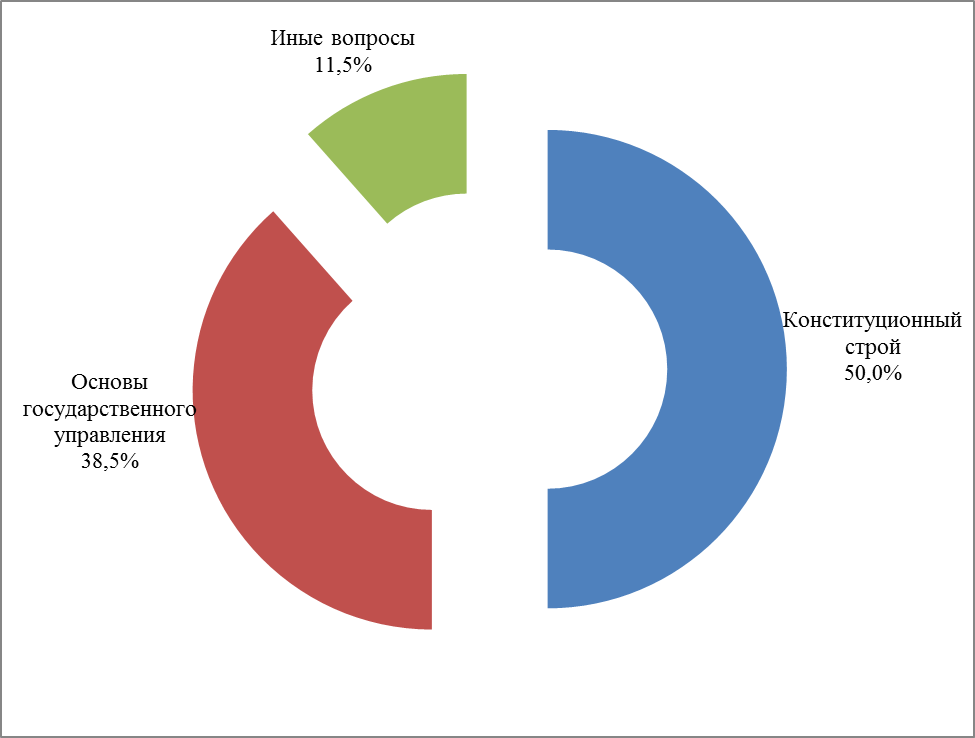 Иные вопросы
11,5%
Конституционный
строй
50,0%
Основы
государственного
управления
38,5%